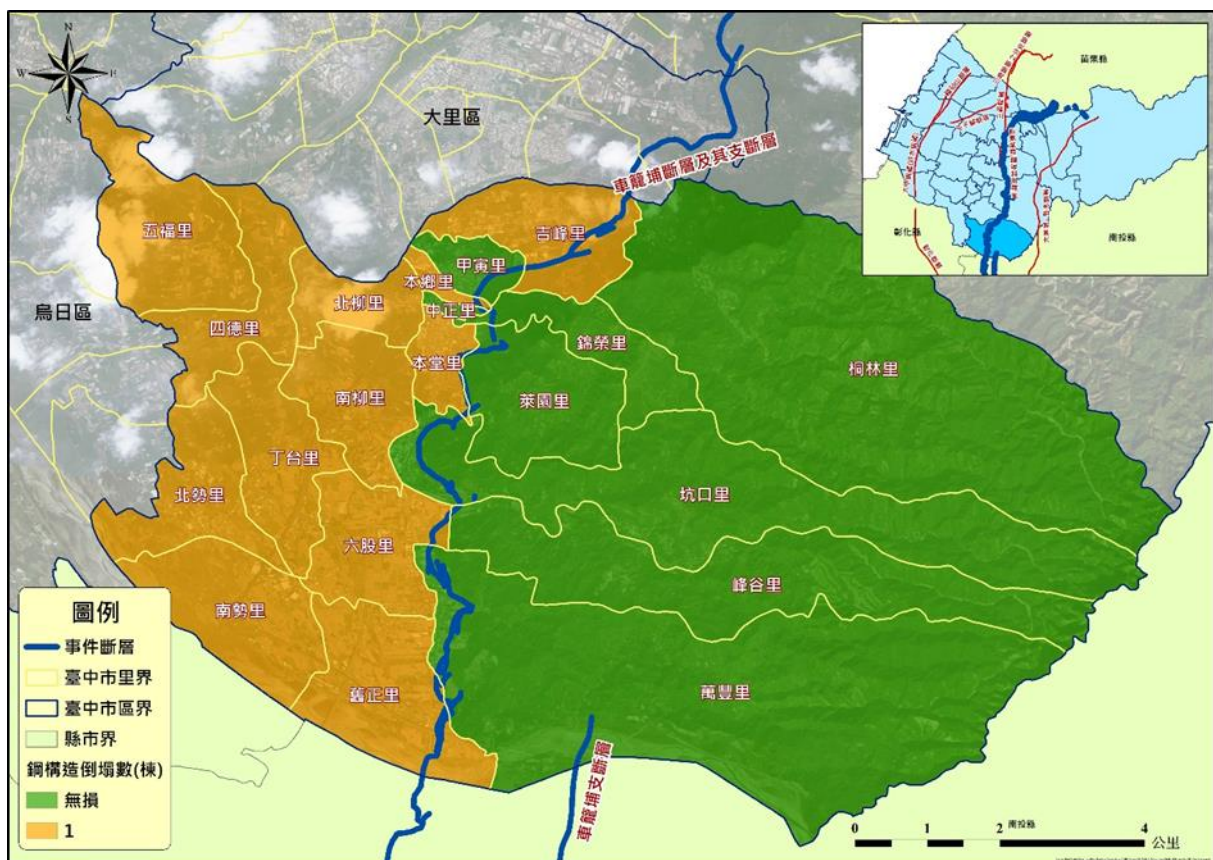 N
W
E
S
大里區
車籠埔斷層及其支斷層
烏日區
五福里
吉峰里
甲寅里
本鄉里
北柳里
中正里
四德里
錦榮里
本堂里
桐林里
南柳里
萊園里
丁台里
北勢里
坑口里
六股里
峰谷里
南勢里
萬豐里
舊正里
車籠埔支斷層
苗栗縣
彰化縣
南投縣
圖例
事件斷層
臺中市里界
臺中市區界
縣市界
鋼構造倒塌數(棟)
無損
1
南投縣
0 1 2 4
公里